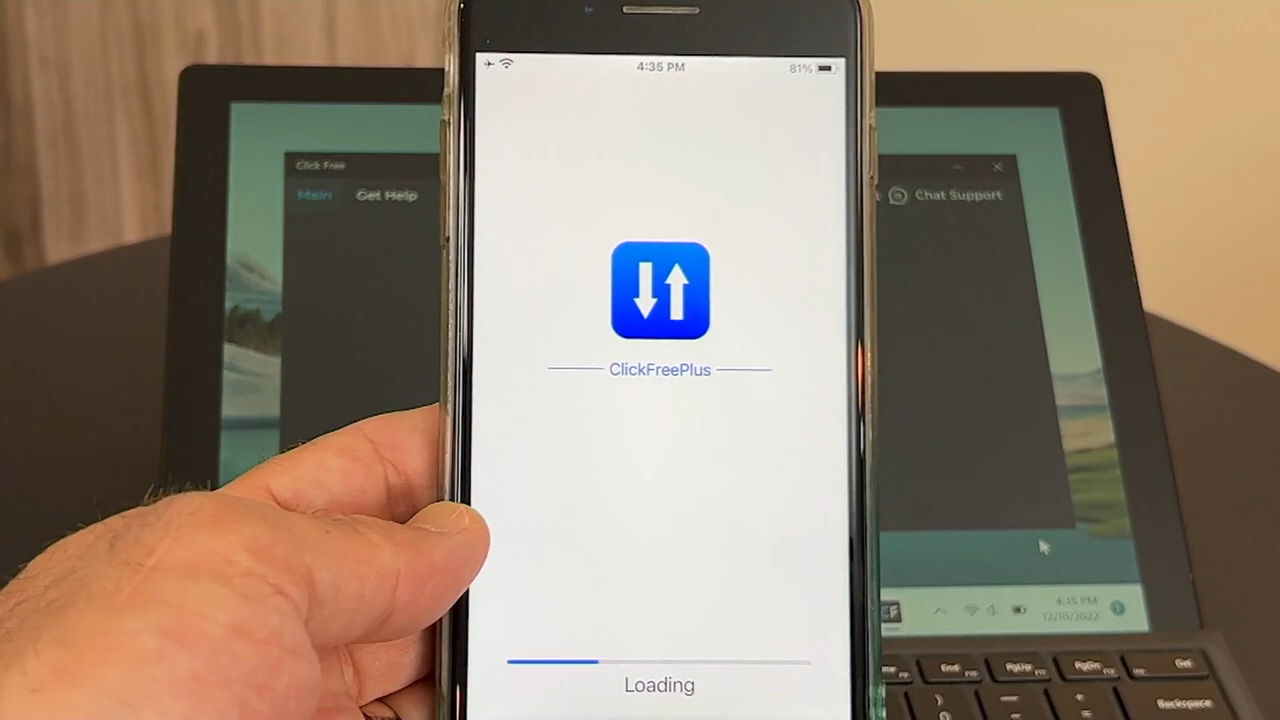 4:35 PM
81%
Click Free
Main
Get Help
Chat Support
ClickFreePlus
Loading
4:35 PM
12/10/2022
End
PgUp
PgDn
Backspace